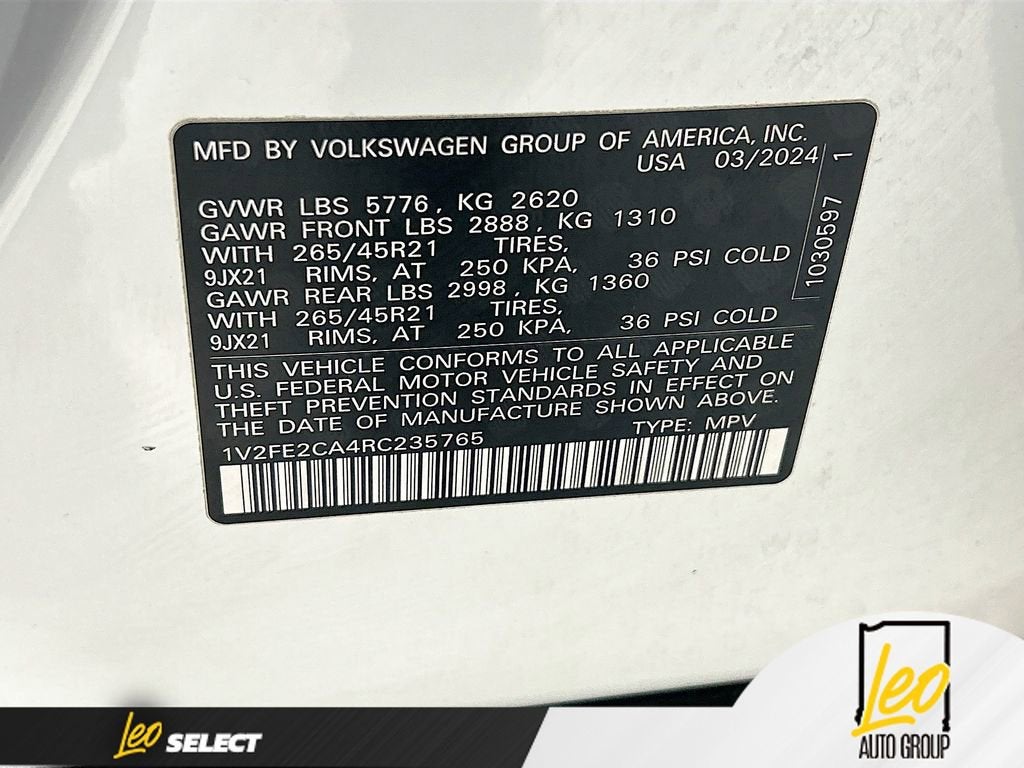 MFD BY VOLKSWAGEN GROUP OF AMERICA, INC.
USA 03/2024
GVWR LBS 5776, KG 2620
GAWR FRONT LBS 2888, KG 1310
WITH 265/45R21 TIRES,
9JX21 RIMS, AT 250 KPA, 36 PSI COLD
GAWR REAR LBS 2998, KG 1360
WITH 265/45R21 TIRES,
9JX21 RIMS, AT 250 KPA, 36 PSI COLD
1030597 1
THIS VEHICLE CONFORMS TO ALL APPLICABLE
U.S. FEDERAL MOTOR VEHICLE SAFETY AND
THEFT PREVENTION STANDARDS IN EFFECT ON
THE DATE OF MANUFACTURE SHOWN ABOVE.
1V2FE2CA4RC235765 TYPE: MPV
Leo SELECT
Leo
AUTO GROUP